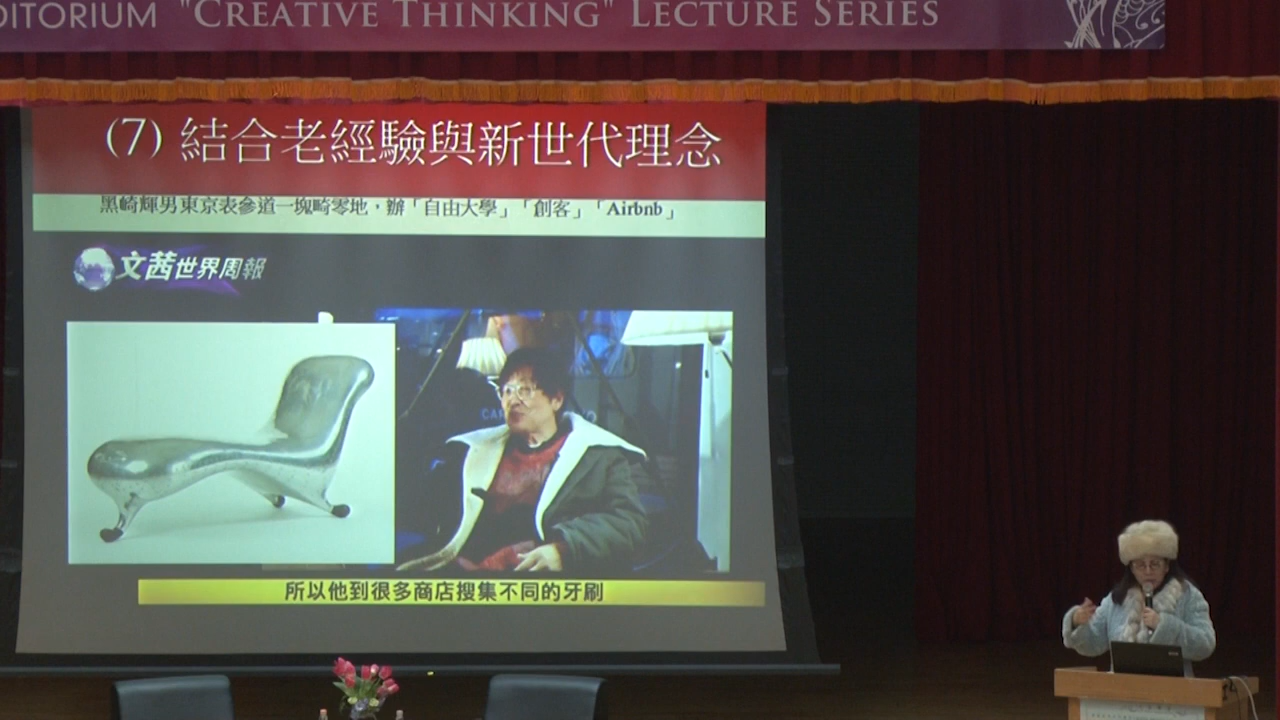 DITORIUM "CREATIVE THINKING" LECTURE SERIES
(7) 結合老經驗與新世代理念
黑崎輝男東京表參道一塊畸零地，辦「自由大學」「創客」「Airbnb」
文茜世界周報
所以他到很多商店搜集不同的牙刷